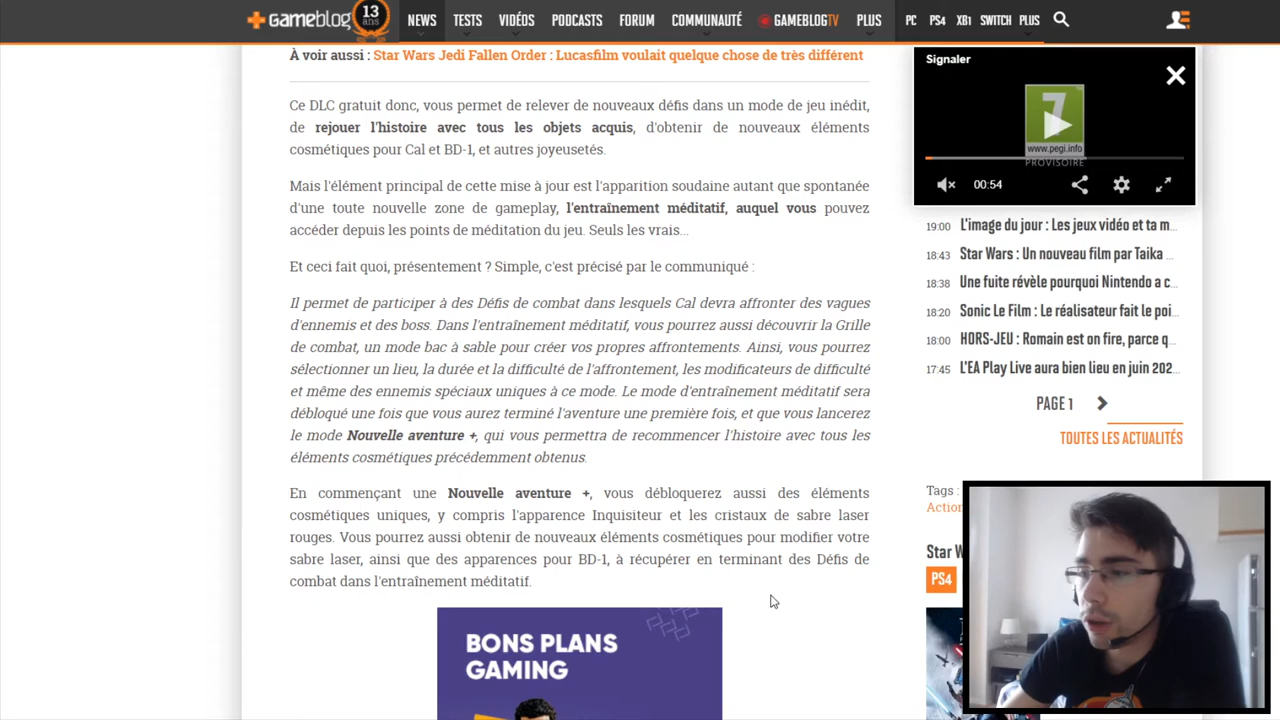 GAMEBLOG 13 ans NEWS TESTS VIDÉOS PODCASTS FORUM COMMUNAUTÉ GAMEBLOGTV PLUS PC PS4 XB1 SWITCH PLUS
À voir aussi : Star Wars Jedi Fallen Order : Lucasfilm voulait quelque chose de très différent
Ce DLC gratuit donc, vous permet de relever de nouveaux défis dans un mode de jeu inédit,
de rejouer l'histoire avec tous les objets acquis, d'obtenir de nouveaux éléments
cosmétiques pour Cal et BD-1, et autres joyeusetés.
Mais l'élément principal de cette mise à jour est l'apparition soudaine autant que spontanée
d'une toute nouvelle zone de gameplay, l'entraînement méditatif, auquel vous pouvez
accéder depuis les points de méditation du jeu. Seuls les vrais...
Et ceci fait quoi, présentement ? Simple, c'est précisé par le communiqué :
Il permet de participer à des Défis de combat dans lesquels Cal devra affronter des vagues
d'ennemis et des boss. Dans l'entraînement méditatif, vous pourrez aussi découvrir la Grille
de combat, un mode bac à sable pour créer vos propres affrontements. Ainsi, vous pourrez
sélectionner un lieu, la durée et la difficulté de l'affrontement, les modificateurs de difficulté
et même des ennemis spéciaux uniques à ce mode. Le mode d'entraînement méditatif sera
débloqué une fois que vous aurez terminé l'aventure une première fois, et que vous lancerez
le mode Nouvelle aventure +, qui vous permettra de recommencer l'histoire avec tous les
éléments cosmétiques précédemment obtenus.
En commençant une Nouvelle aventure +, vous débloquerez aussi des éléments
cosmétiques uniques, y compris l'apparence Inquisiteur et les cristaux de sabre laser
rouges. Vous pourrez aussi obtenir de nouveaux éléments cosmétiques pour modifier votre
sabre laser, ainsi que des apparences pour BD-1, à récupérer en terminant des Défis de
combat dans l'entraînement méditatif.
BONS PLANS
GAMING
Signaler
7
www.pegi.info
PROVISOIRE
00:54
19:00 L'image du jour : Les jeux vidéo et ta m...
18:43 Star Wars : Un nouveau film par Taika ...
18:38 Une fuite révèle pourquoi Nintendo a c...
18:20 Sonic Le Film : Le réalisateur fait le poi...
18:00 HORS-JEU : Romain est on fire, parce q...
17:45 L'EA Play Live aura bien lieu en juin 202...
PAGE 1
TOUTES LES ACTUALITÉS
Tags :
Action
Star W
PS4